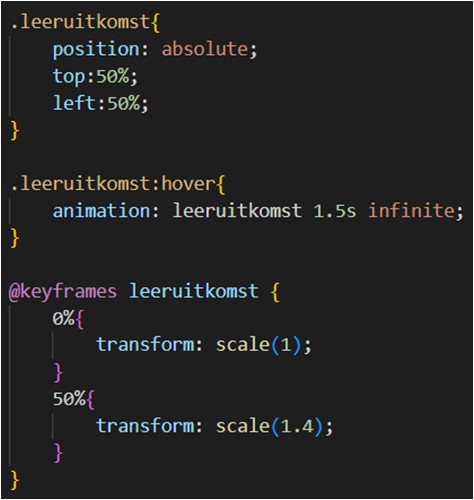 .leeruitkomst{
    position: absolute;
    top:50%;
    left:50%;
}

.leeruitkomst:hover{
    animation: leeruitkomst 1.5s infinite;
}

@keyframes leeruitkomst {
    0%{
        transform: scale(1);
    }
    50%{
        transform: scale(1.4);
    }
}